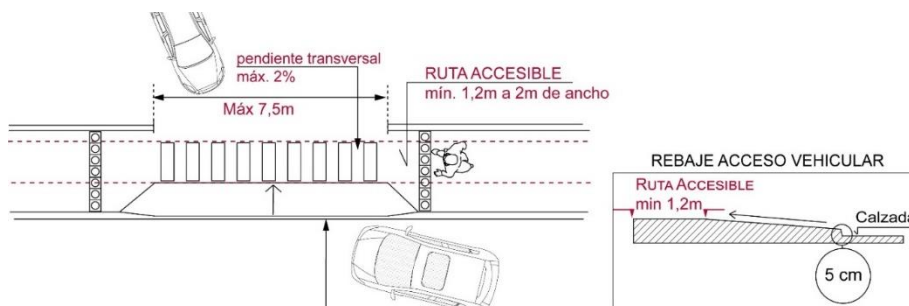 pendiente transversal
máx. 2%
Máx 7,5m
RUTA ACCESIBLE
mín. 1,2m a 2m de ancho
REBAJE ACCESO VEHICULAR
RUTA ACCESIBLE
min 1,2m
Calzada
5 cm